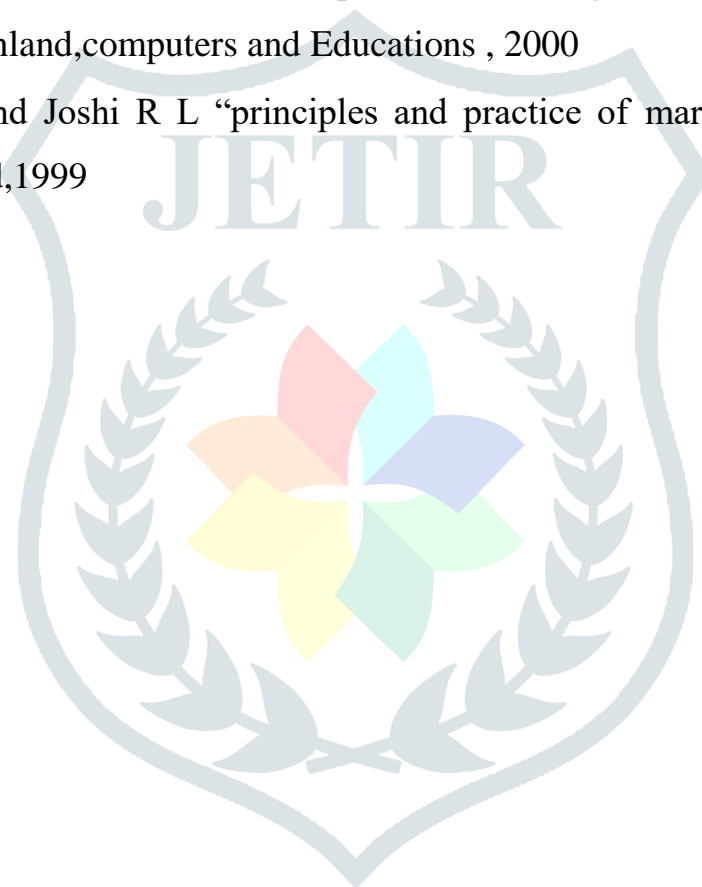 nland,computers and Educations , 2000
nd Joshi R L “principles and practice of mar
,1999
JETIR